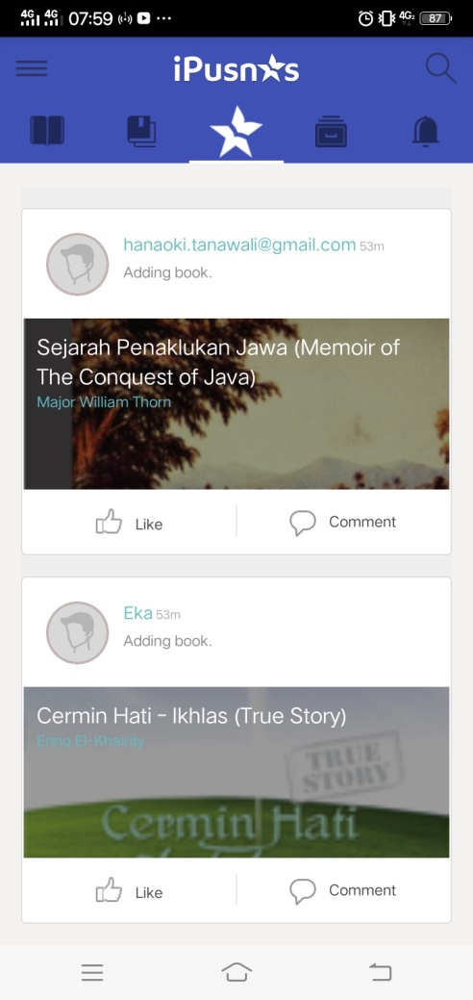 4G 4G 07:59 4G 87
iPusnas
hanaoki.tanawali@gmail.com 53m
Adding book.
Sejarah Penaklukan Jawa (Memoir of
The Conquest of Java)
Major William Thorn
Like Comment
Eka 53m
Adding book.
Cermin Hati - Ikhlas (True Story)
Enno El-Khairity
TRUE
STORY
Cermin Hati
Like Comment